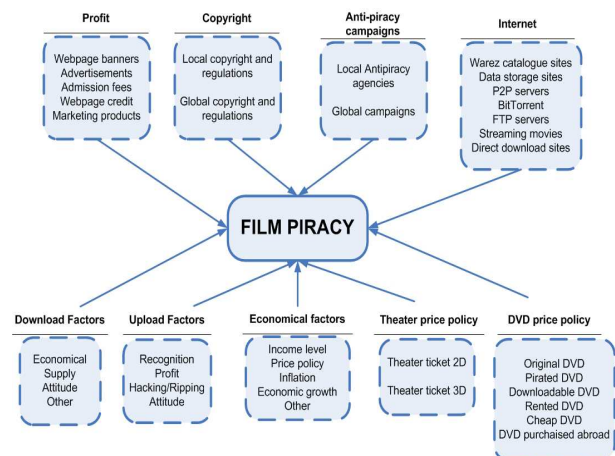 Profit
Webpage banners
Advertisements
Admission fees
Webpage credit
Marketing products
Copyright
Local copyright and
regulations
Global copyright and
regulations
Anti-piracy
campaigns
Local Antipiracy
agencies
Global campaigns
Internet
Warez catalogue sites
Data storage sites
P2P servers
BitTorrent
FTP servers
Streaming movies
Direct download sites
FILM PIRACY
Download Factors
Economical
Supply
Attitude
Other
Upload Factors
Recognition
Profit
Hacking/Ripping
Attitude
Economical factors
Income level
Price policy
Inflation
Economic growth
Other
Theater price policy
Theater ticket 2D
Theater ticket 3D
DVD price policy
Original DVD
Pirated DVD
Downloadable DVD
Rented DVD
Cheap DVD
DVD purchaised abroad